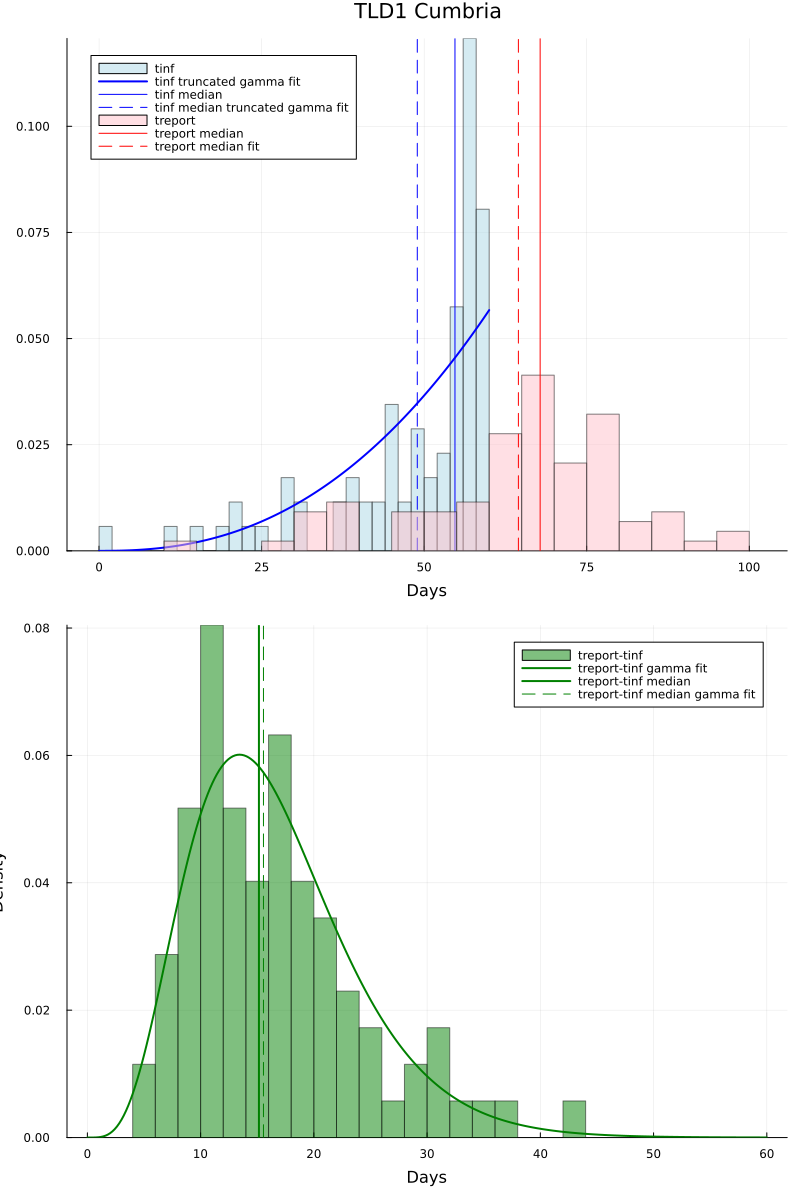 TLD1 Cumbria
tinf
tinf truncated gamma fit
tinf median
tinf median truncated gamma fit
treport
treport median
treport median fit
0.100
0.075
0.050
0.025
0.000
0 25 50 75 100
Days
treport-tinf
treport-tinf gamma fit
treport-tinf median
treport-tinf median gamma fit
0.08
0.06
0.04
0.02
0.00
0 10 20 30 40 50 60
Days